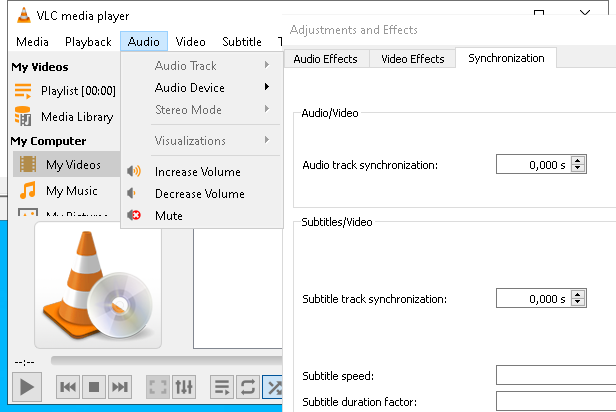 VLC media player
Media Playback Audio Video Subtitle T
My Videos
Playlist [00:00]
Media Library
My Computer
My Videos
My Music
My Pictures
Audio Track
Audio Device
Stereo Mode
Visualizations
Increase Volume
Decrease Volume
Mute
--:--
Adjustments and Effects
Audio Effects Video Effects Synchronization
Audio/Video
Audio track synchronization: 0,000 s
Subtitles/Video
Subtitle track synchronization: 0,000 s
Subtitle speed:
Subtitle duration factor: